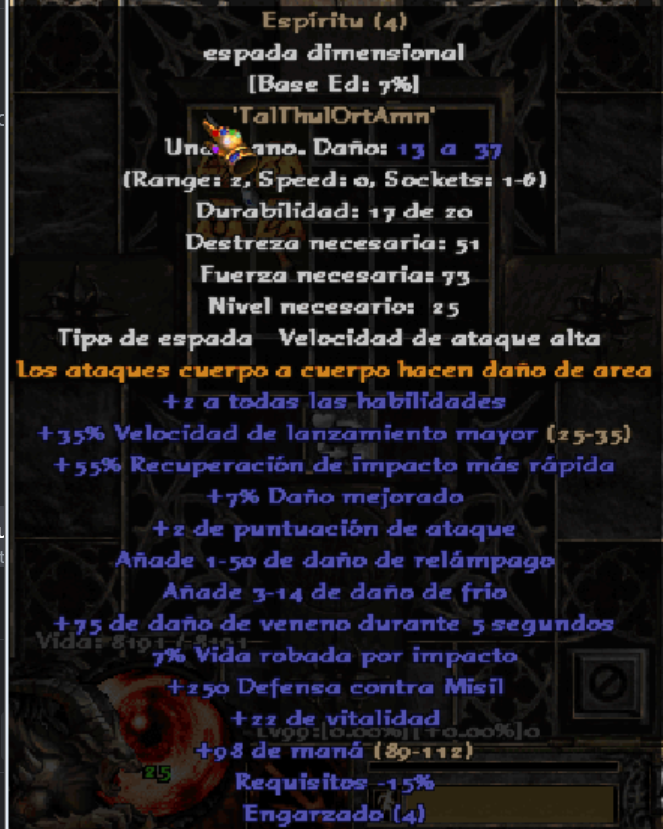 Espíritu (4)
espada dimensional
[Base Ed: 7%]
'TalThulOrtAmn'
Una mano. Daño: 13 a 37
(Range: 2, Speed: 0, Sockets: 1-6)
Durabilidad: 17 de 20
Destreza necesaria: 51
Fuerza necesaria: 73
Nivel necesario: 25
Tipo de espada Velocidad de ataque alta
Los ataques cuerpo a cuerpo hacen daño de area
+2 a todas las habilidades
+35% Velocidad de lanzamiento mayor (25-35)
+55% Recuperación de impacto más rápida
+7% Daño mejorado
+2 de puntuación de ataque
Añade 1-50 de daño de relámpago
Añade 3-14 de daño de frío
+75 de daño de veneno durante 5 segundos
Vida: 8191 / 8191
7% Vida robada por impacto
+250 Defensa contra Misil
+22 de vitalidad
+98 de maná (89-112)
25
Requisitos -15%
Engarzado (4)